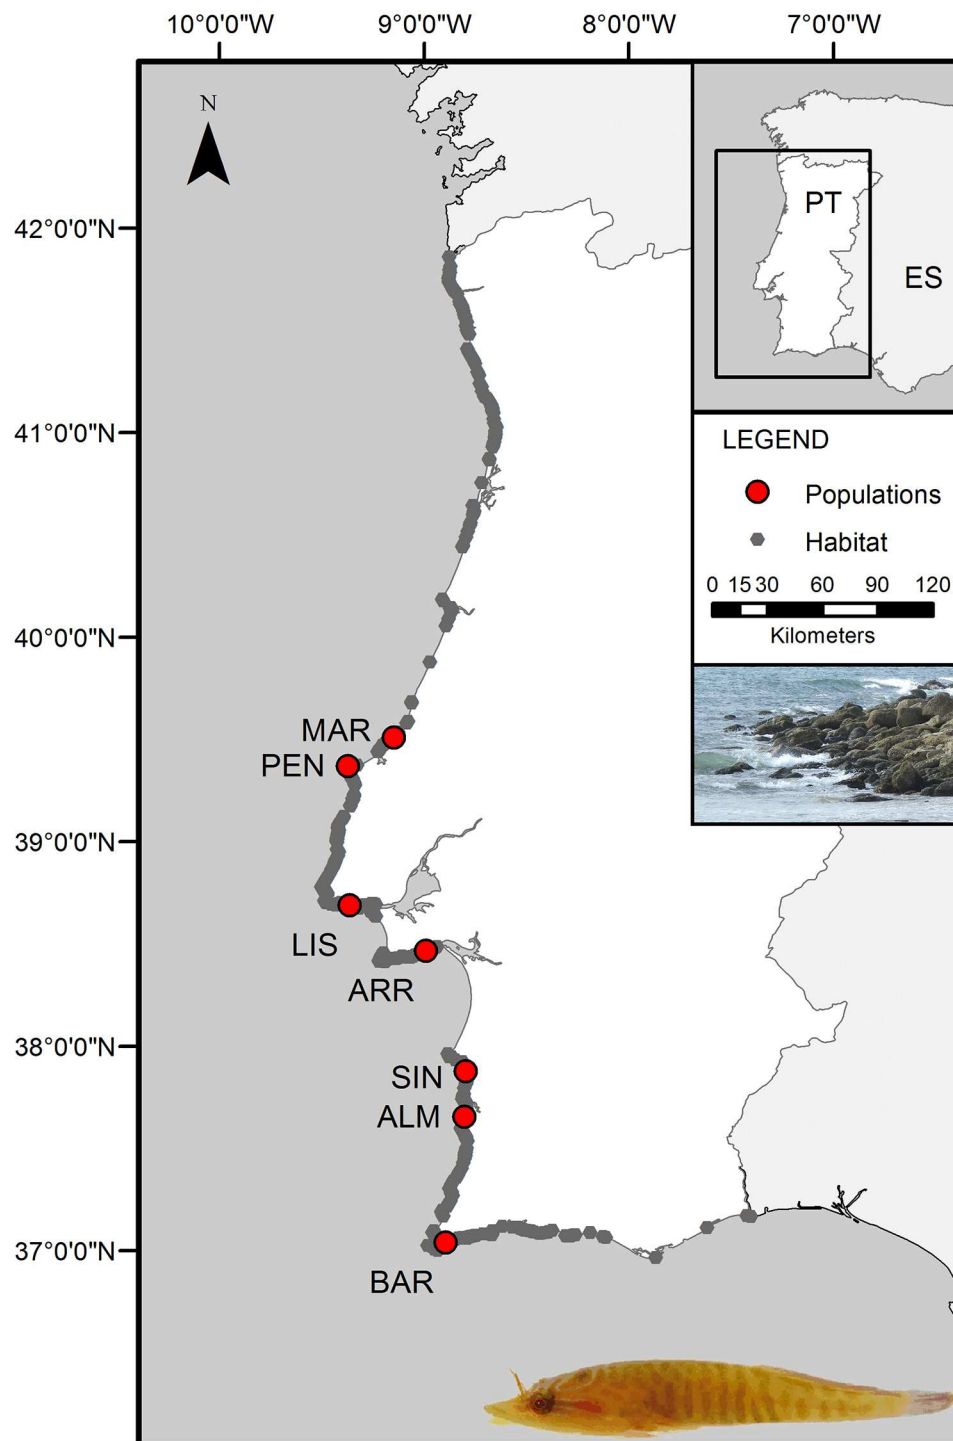 10°0'0"W
9°0'0"W
8°0'0"W
7°0'0"W
N
PT
ES
42°0'0"N
41°0'0"N
40°0'0"N
39°0'0"N
38°0'0"N
37°0'0"N
LEGEND
Populations
Habitat
0 15 30 60 90 120
Kilometers
MAR
PEN
LIS
ARR
SIN
ALM
BAR